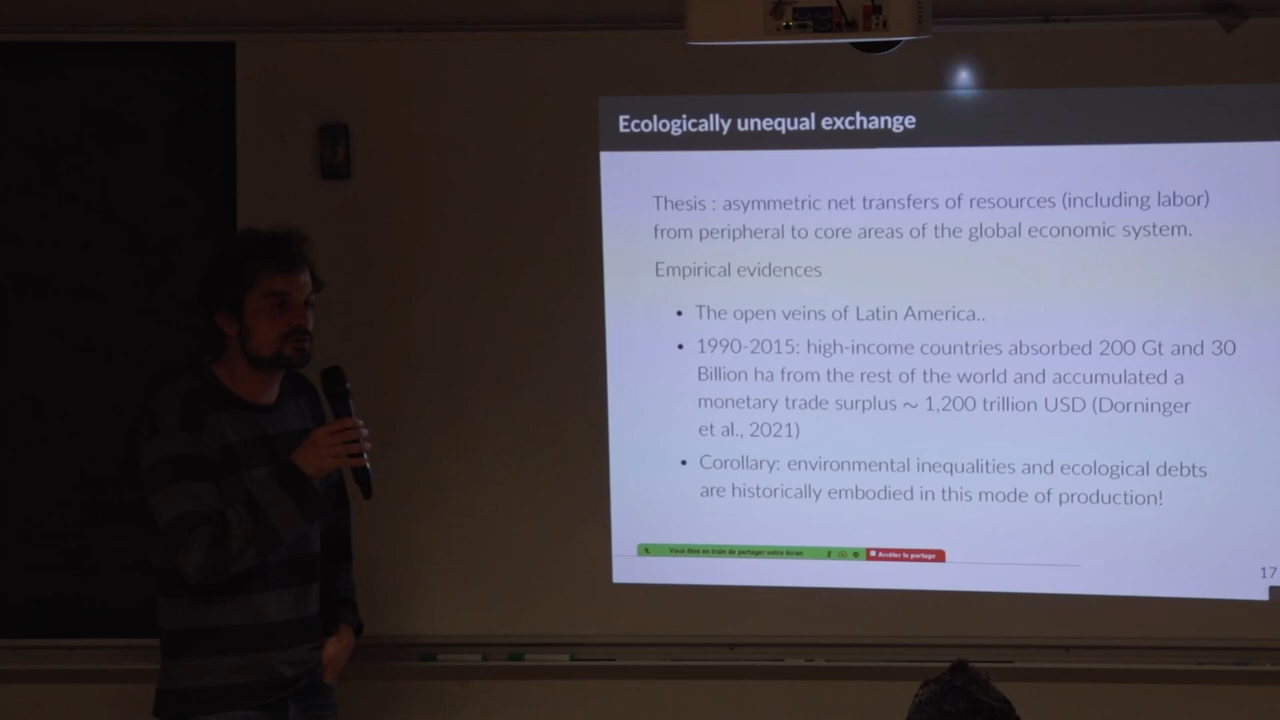 Ecologically unequal exchange
Thesis : asymmetric net transfers of resources (including labor)
from peripheral to core areas of the global economic system.
Empirical evidences
• The open veins of Latin America..
• 1990-2015: high-income countries absorbed 200 Gt and 30
Billion ha from the rest of the world and accumulated a
monetary trade surplus ~ 1,200 trillion USD (Dorninger
et al., 2021)
• Corollary: environmental inequalities and ecological debts
are historically embodied in this mode of production!
Vous êtes en train de partager votre écran
Arrêter le partage
17